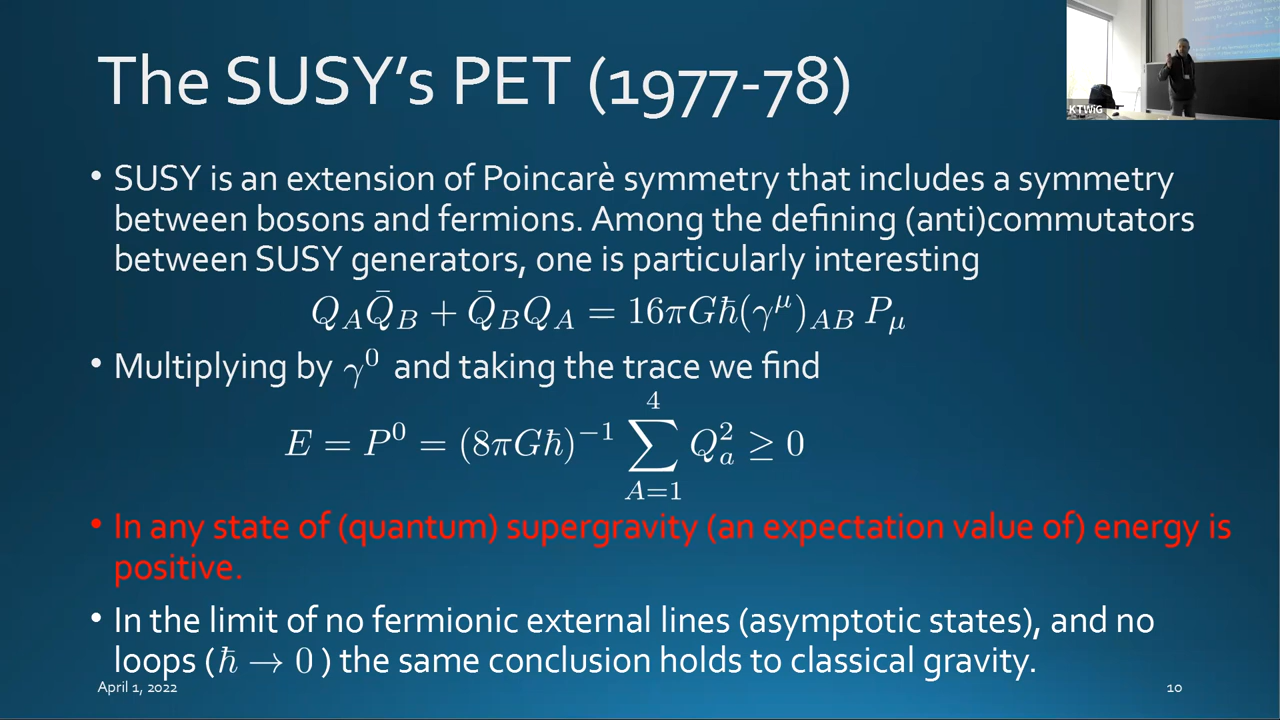 The SUSY's PET (1977-78)
KTWiG
• SUSY is an extension of Poincarè symmetry that includes a symmetry
between bosons and fermions. Among the defining (anti)commutators
between SUSY generators, one is particularly interesting
Q_A Q̄_B + Q̄_B Q_A = 16πGℏ(γ^μ)_{AB} P_μ
• Multiplying by γ^0 and taking the trace we find
E = P^0 = (8πGℏ)^{-1} ∑_{A=1}^{4} Q_a^2 ≥ 0
• In any state of (quantum) supergravity (an expectation value of) energy is
positive.
• In the limit of no fermionic external lines (asymptotic states), and no
loops (ℏ → 0) the same conclusion holds to classical gravity.
April 1, 2022
10